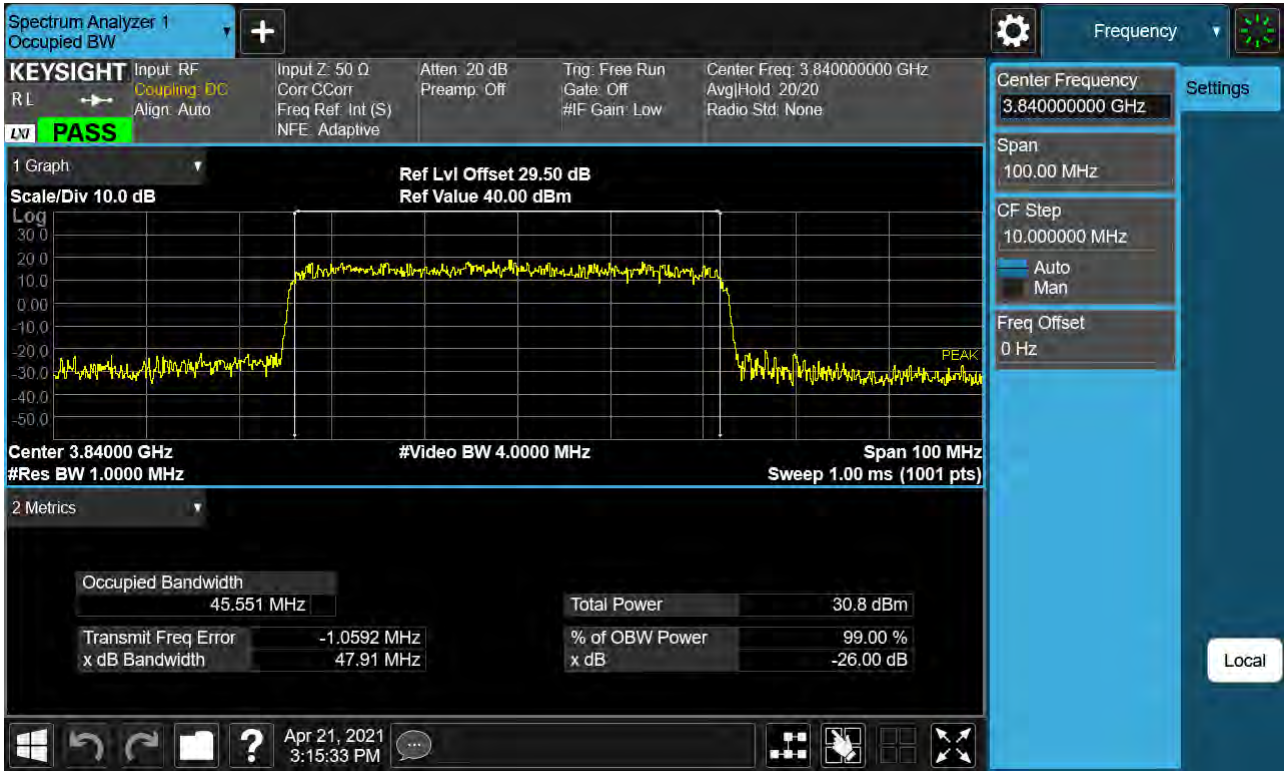 Spectrum Analyzer 1
Occupied BW
+
Frequency
KEYSIGHT
RL
LXI
PASS
Input: RF
Coupling: DC
Align: Auto
Input Z: 50 Ω
Corr CCorr
Freq Ref: Int (S)
NFE: Adaptive
Atten: 20 dB
Preamp: Off
Trig: Free Run
Gate: Off
#IF Gain: Low
Center Freq: 3.840000000 GHz
Avg|Hold: 20/20
Radio Std: None
Center Frequency
3.840000000 GHz
Settings
Span
100.00 MHz
CF Step
10.000000 MHz
Auto
Man
Freq Offset
0 Hz
Local
1 Graph
Scale/Div 10.0 dB
Ref Lvl Offset 29.50 dB
Ref Value 40.00 dBm
Log
30.0
20.0
10.0
0.00
-10.0
-20.0
-30.0
-40.0
-50.0
PEAK
Center 3.84000 GHz
#Video BW 4.0000 MHz
Span 100 MHz
#Res BW 1.0000 MHz
Sweep 1.00 ms (1001 pts)
2 Metrics
Occupied Bandwidth
45.551 MHz
Total Power 30.8 dBm
Transmit Freq Error -1.0592 MHz
% of OBW Power 99.00 %
x dB Bandwidth 47.91 MHz
x dB -26.00 dB
?
Apr 21, 2021
3:15:33 PM